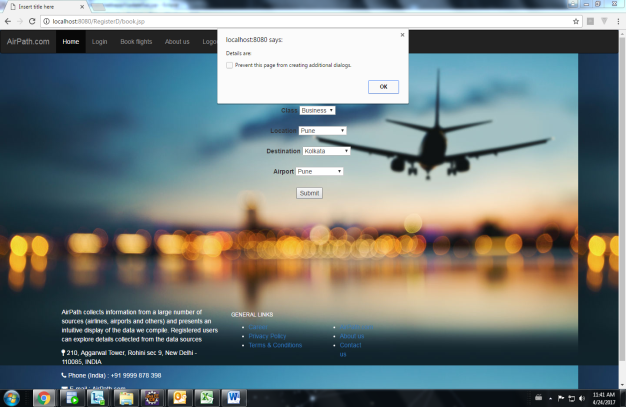 Insert title here
localhost:8080/RegisterD/book.jsp
AirPath.com Home Login Book flights About us
localhost:8080 says:
Details are
Prevent this page from creating additional dialogs.
OK
Class Business
Location Pune
Destination Kolkata
Airport Pune
Submit
AirPath collects information from a large number of
sources (airlines, airports and others) and presents an
intuitive display of the data we compile. Registered users
can explore details collected from the data sources
210, Aggarwal Tower, Rohini sec 9, New Delhi -
110085, INDIA
Phone (India) : +91 9999 878 398
E-mail : AirPath.com
GENERAL LINKS
Privacy Policy
Terms & Conditions
About us
Contact
us
11:41 AM
4/24/2017